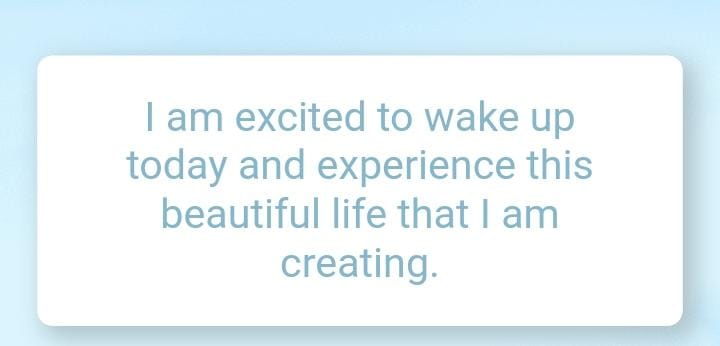 I am excited to wake up
today and experience this
beautiful life that I am
creating.